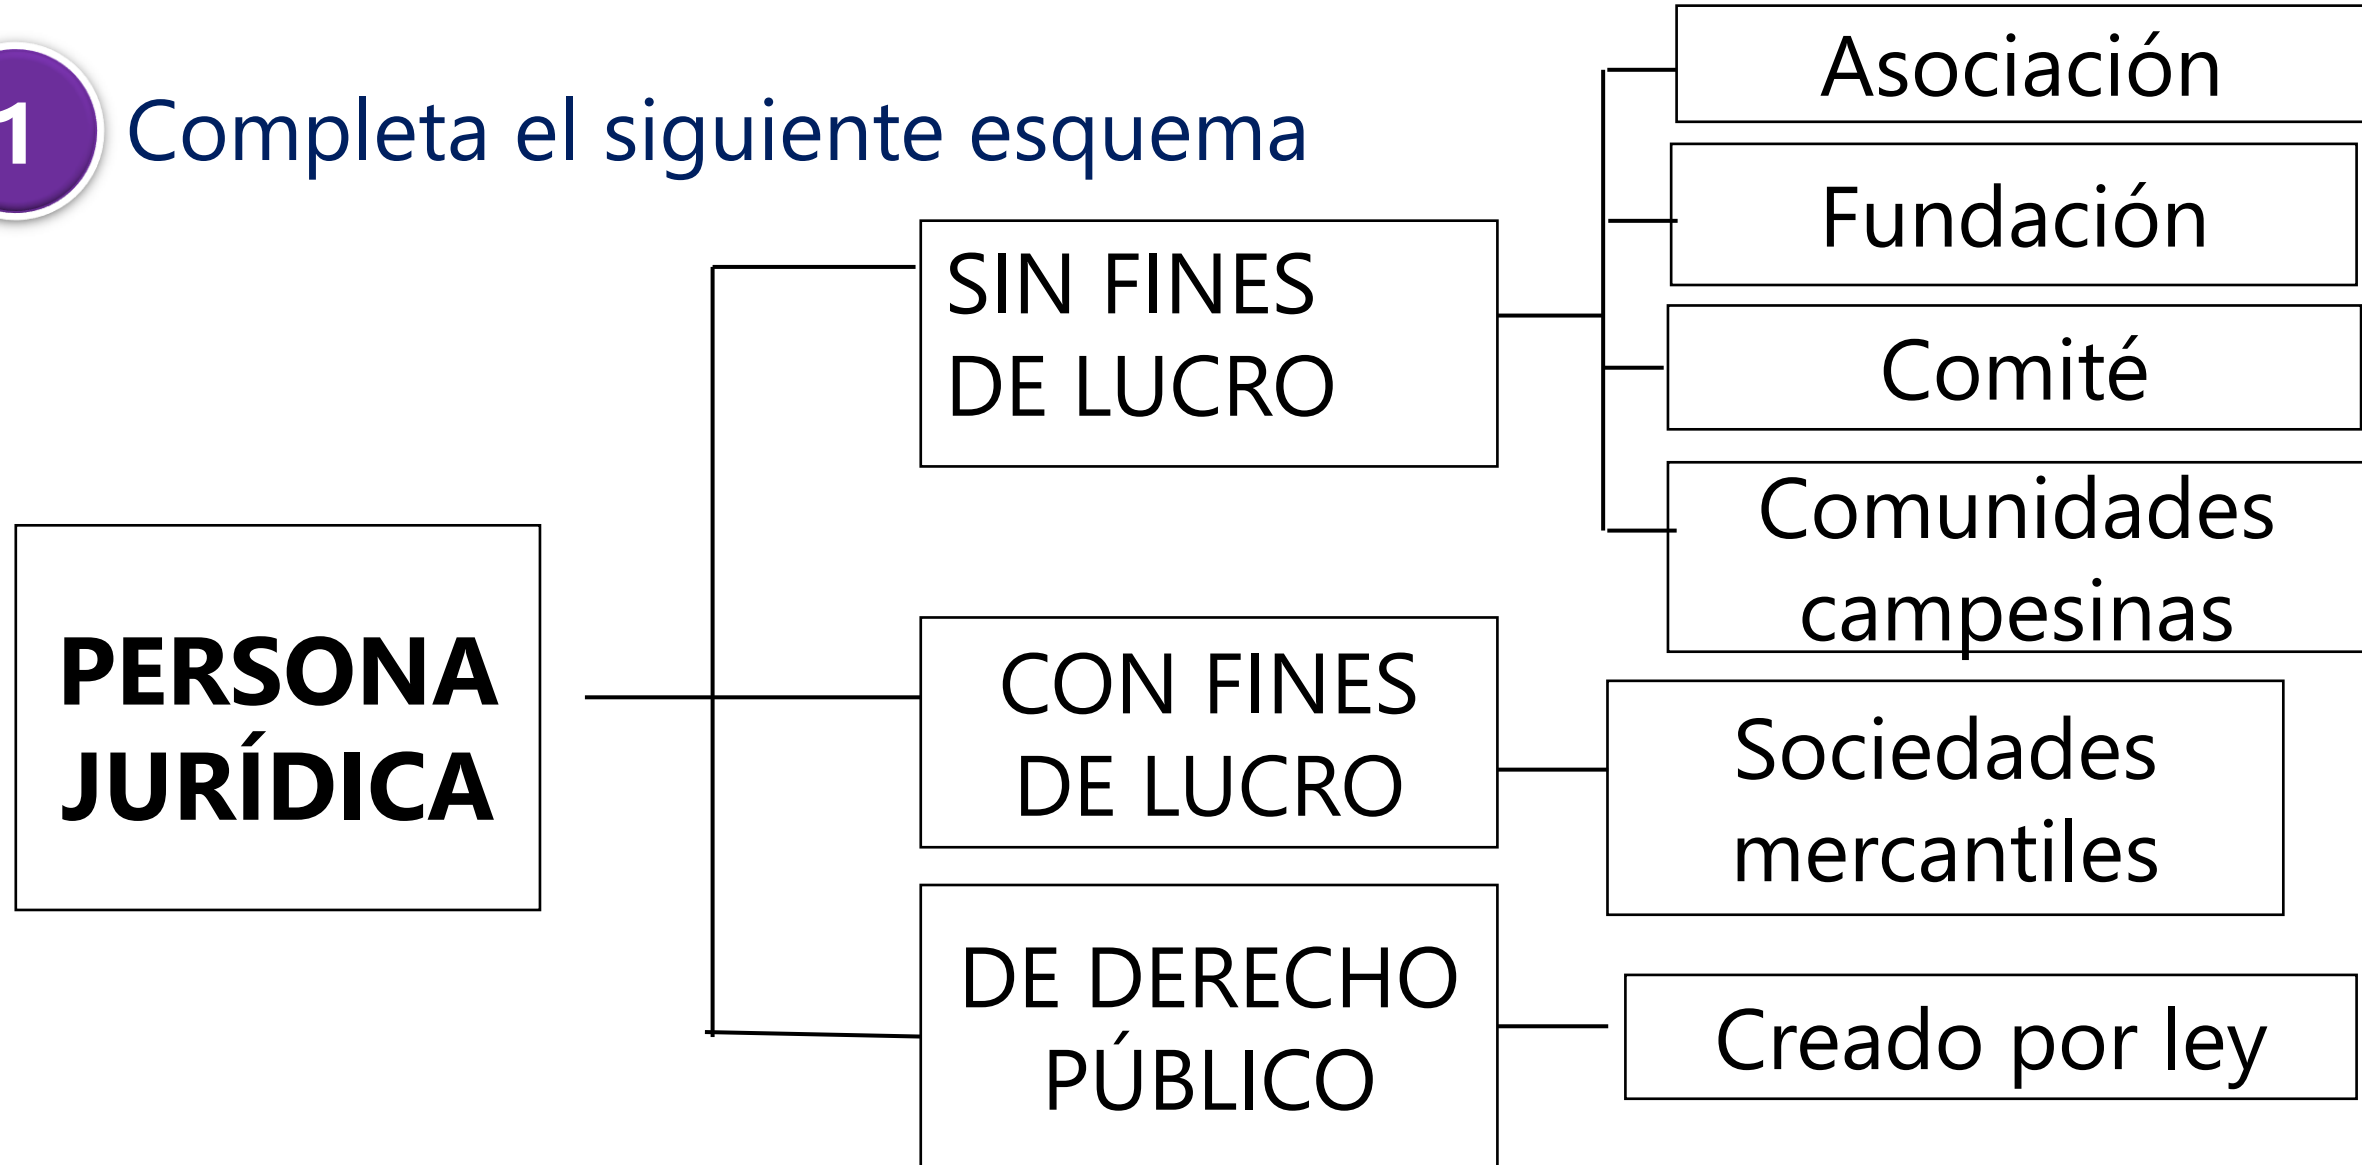 1
Completa el siguiente esquema
Asociación
Fundación
SIN FINES
DE LUCRO
Comité
Comunidades
campesinas
PERSONA
JURÍDICA
CON FINES
DE LUCRO
Sociedades
mercantiles
DE DERECHO
PÚBLICO
Creado por ley